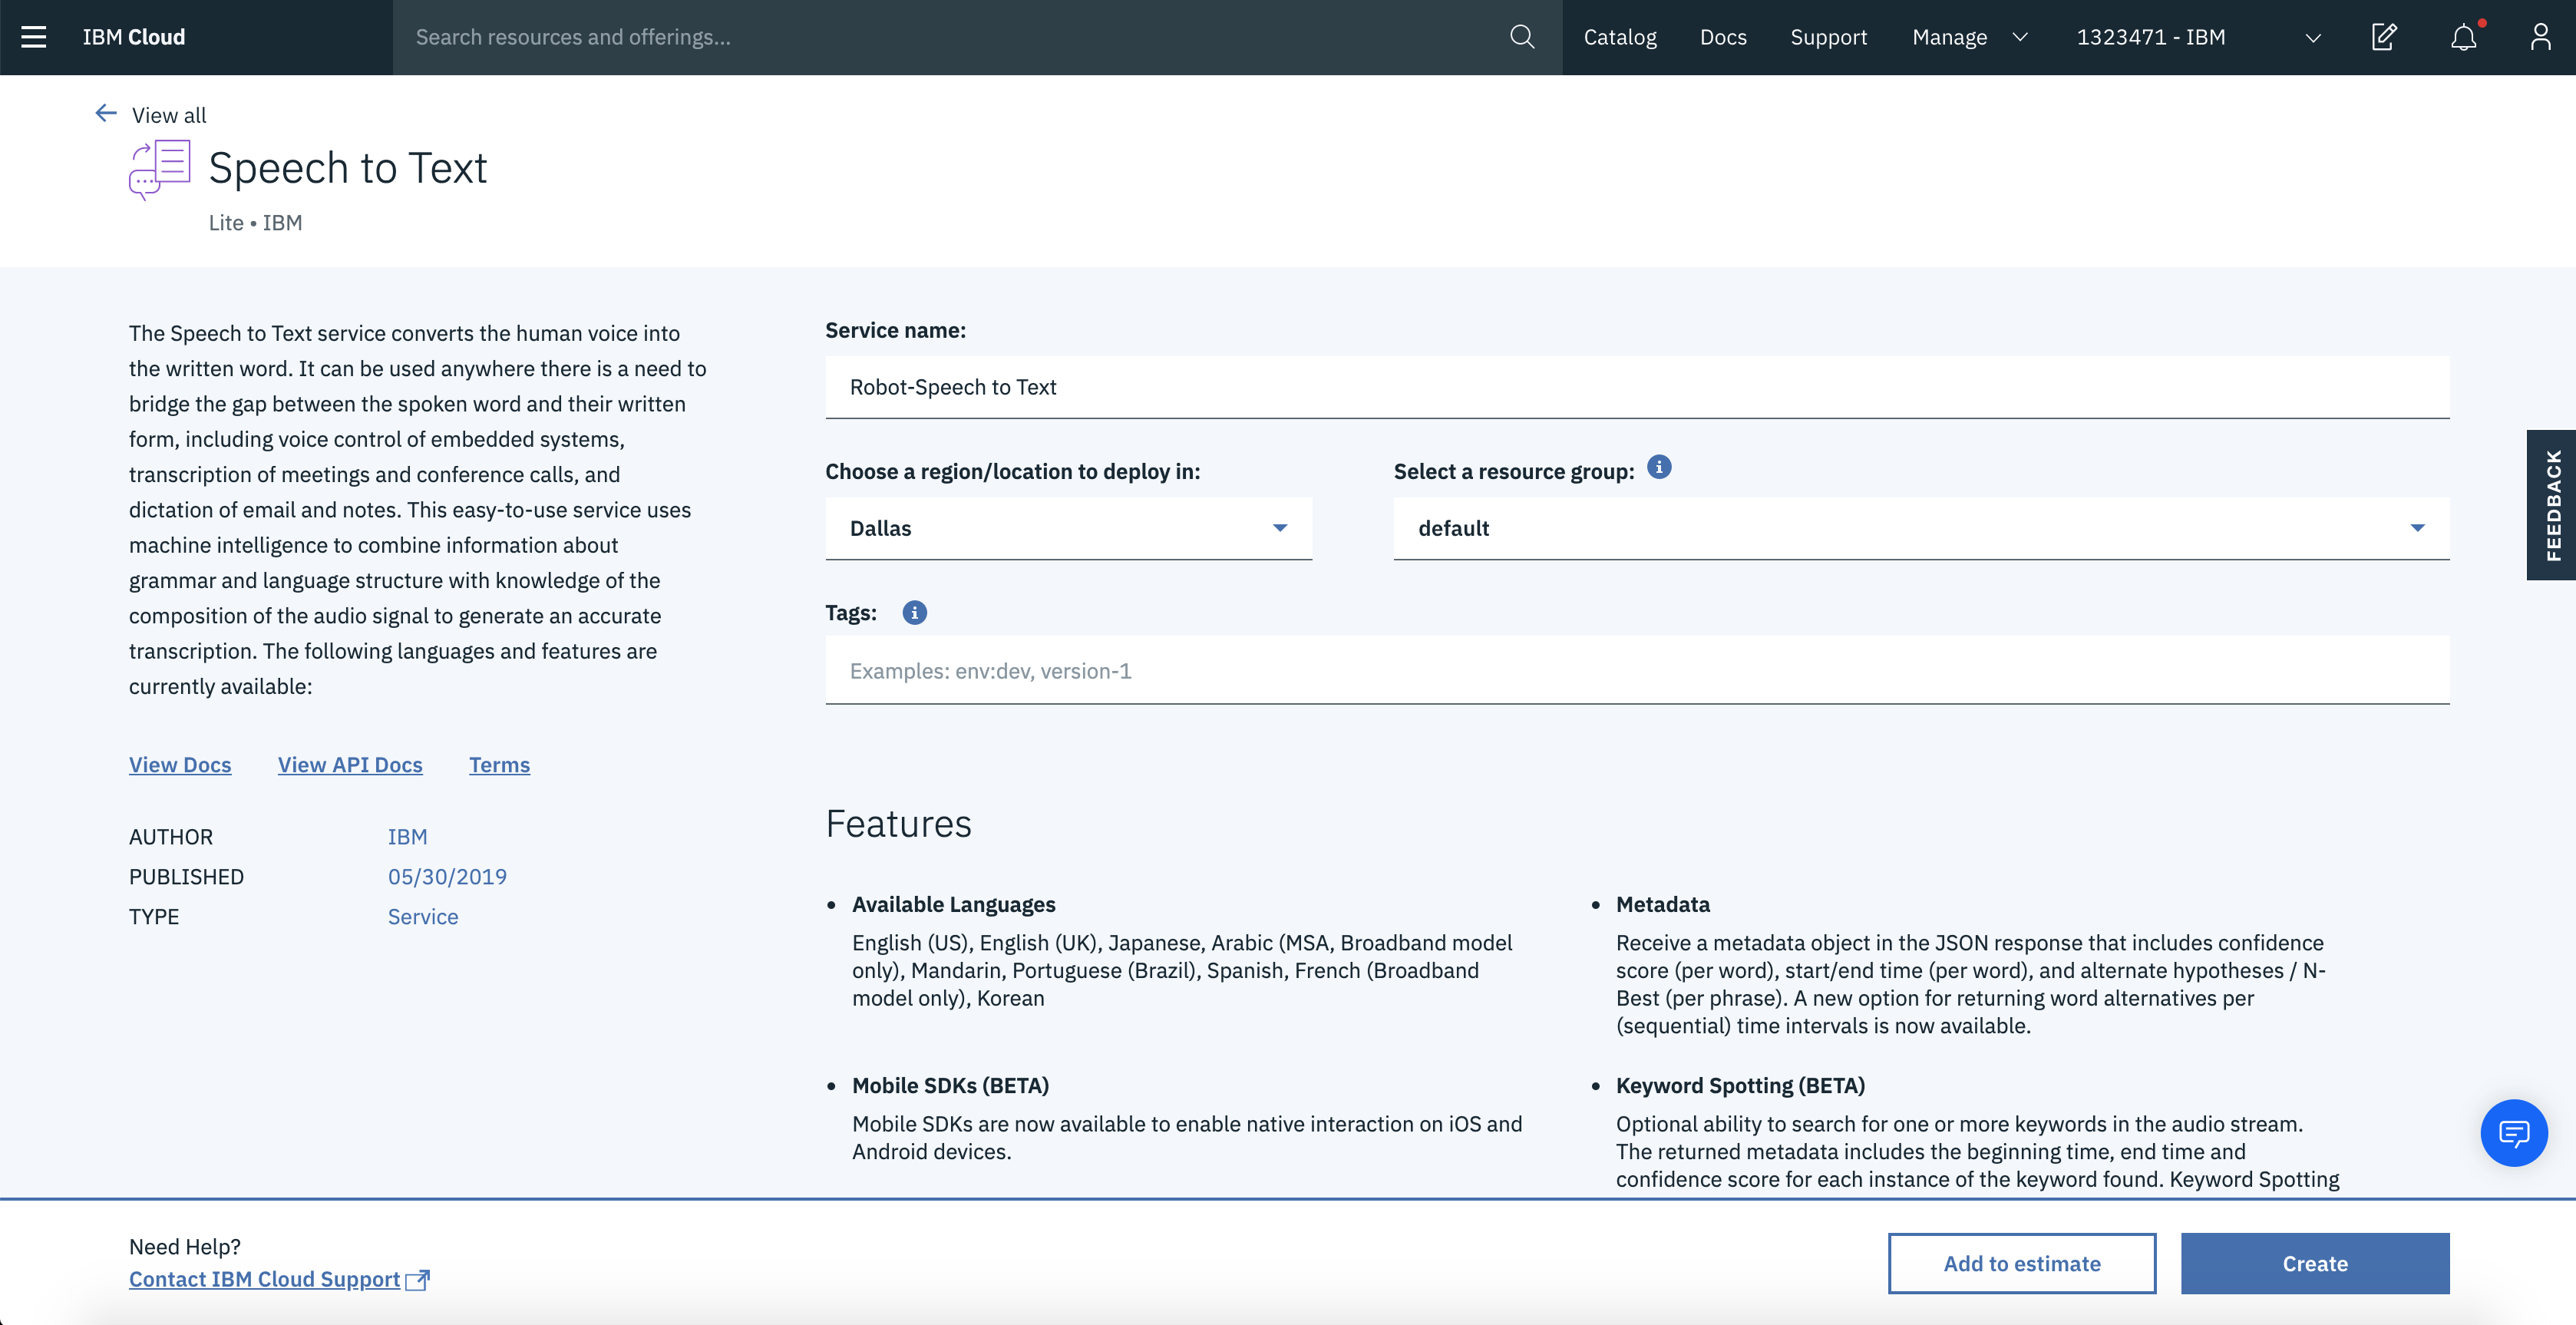 IBM Cloud
Search resources and offerings...
Catalog
Docs
Support
Manage
1323471 - IBM
View all
Speech to Text
Lite • IBM
The Speech to Text service converts the human voice into
the written word. It can be used anywhere there is a need to
bridge the gap between the spoken word and their written
form, including voice control of embedded systems,
transcription of meetings and conference calls, and
dictation of email and notes. This easy-to-use service uses
machine intelligence to combine information about
grammar and language structure with knowledge of the
composition of the audio signal to generate an accurate
transcription. The following languages and features are
currently available:
View Docs
View API Docs
Terms
AUTHOR IBM
PUBLISHED 05/30/2019
TYPE Service
Service name:
Robot-Speech to Text
Choose a region/location to deploy in:
Dallas
Select a resource group:
default
Tags:
Examples: env:dev, version-1
Features
• Available Languages
English (US), English (UK), Japanese, Arabic (MSA, Broadband model
only), Mandarin, Portuguese (Brazil), Spanish, French (Broadband
model only), Korean
• Metadata
Receive a metadata object in the JSON response that includes confidence
score (per word), start/end time (per word), and alternate hypotheses / N-
Best (per phrase). A new option for returning word alternatives per
(sequential) time intervals is now available.
• Mobile SDKs (BETA)
Mobile SDKs are now available to enable native interaction on iOS and
Android devices.
• Keyword Spotting (BETA)
Optional ability to search for one or more keywords in the audio stream.
The returned metadata includes the beginning time, end time and
confidence score for each instance of the keyword found. Keyword Spotting
FEEDBACK
Need Help?
Contact IBM Cloud Support
Add to estimate
Create